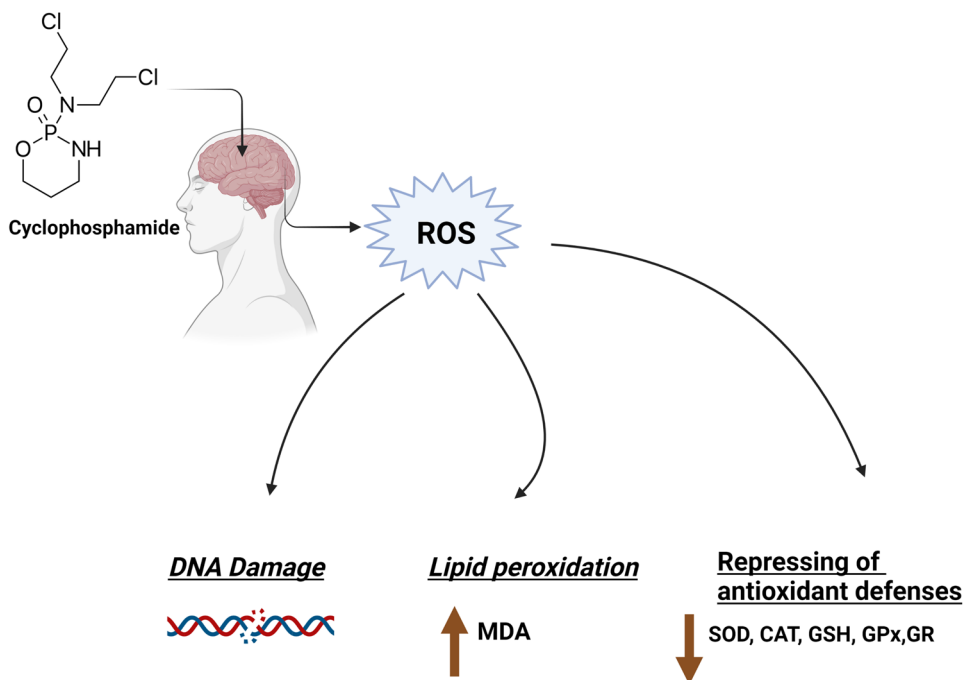 Cl
Cl
O
N
P
O
NH
Cyclophosphamide
ROS
DNA Damage
Lipid peroxidation
MDA
Repressing of
antioxidant defenses
SOD, CAT, GSH, GPx,GR